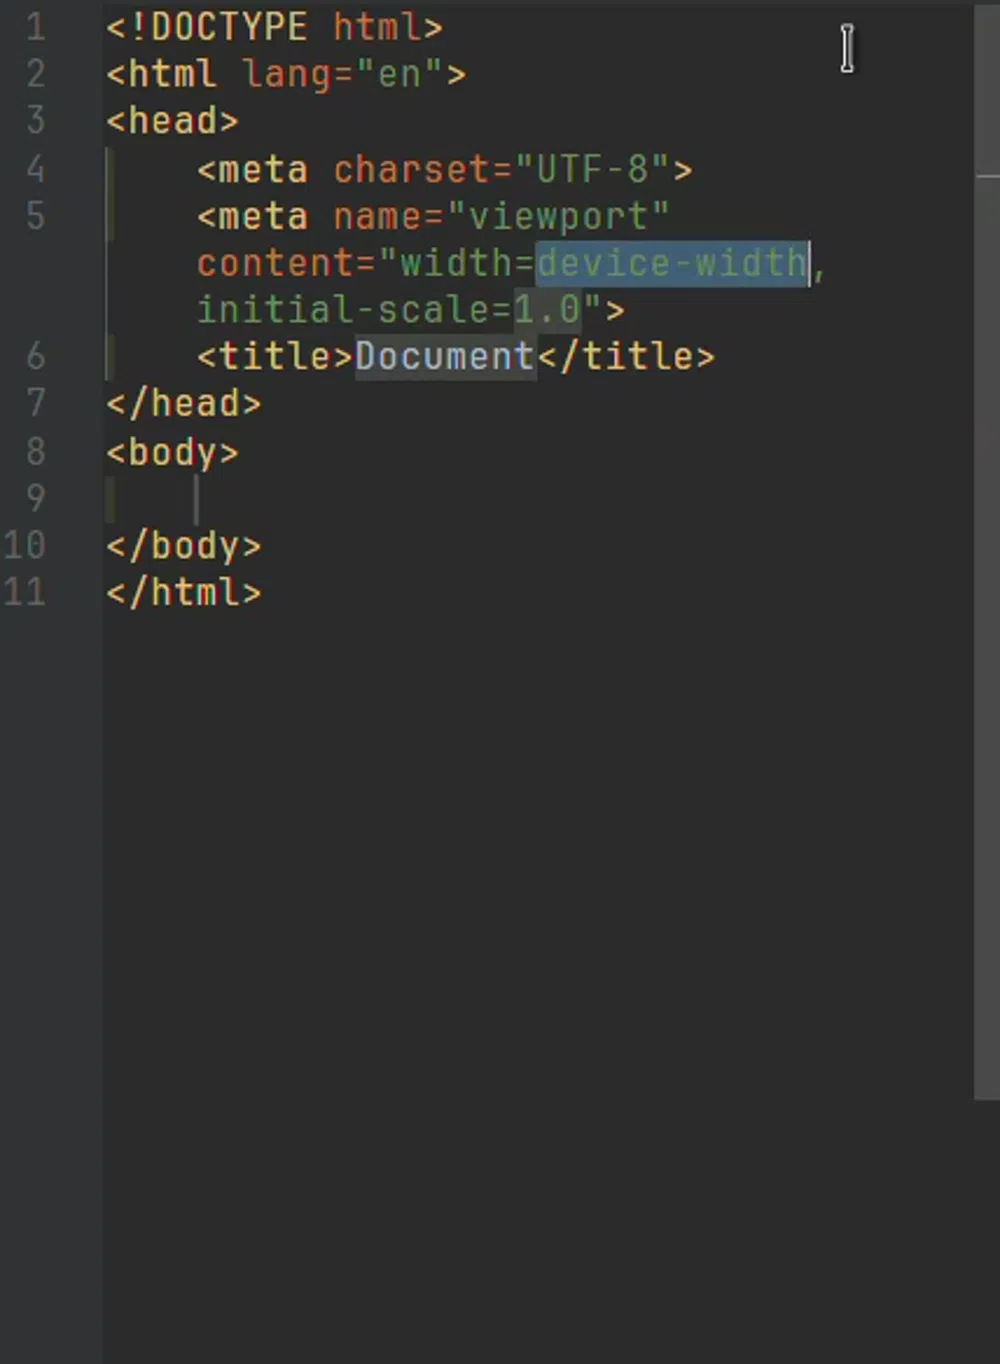 1 <!DOCTYPE html>
2 <html lang="en">
3 <head>
4 <meta charset="UTF-8">
5 <meta name="viewport"
content="width=device-width,
initial-scale=1.0">
6 <title>Document</title>
7 </head>
8 <body>
9
10 </body>
11 </html>